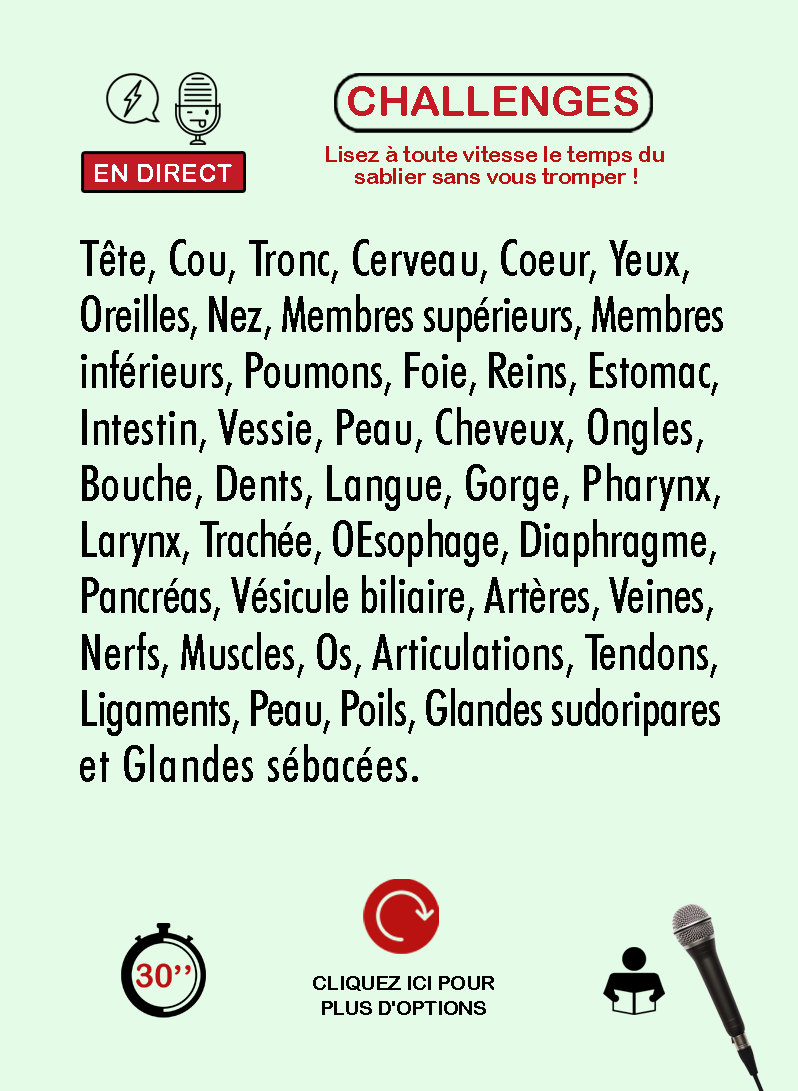 CHALLENGES
EN DIRECT
Lisez à toute vitesse le temps du
sablier sans vous tromper !
Tête, Cou, Tronc, Cerveau, Coeur, Yeux,
Oreilles, Nez, Membres supérieurs, Membres
inférieurs, Poumons, Foie, Reins, Estomac,
Intestin, Vessie, Peau, Cheveux, Ongles,
Bouche, Dents, Langue, Gorge, Pharynx,
Larynx, Trachée, OEsophage, Diaphragme,
Pancréas, Vésicule biliaire, Artères, Veines,
Nerfs, Muscles, Os, Articulations, Tendons,
Ligaments, Peau, Poils, Glandes sudoripares
et Glandes sébacées.
30’’
CLIQUEZ ICI POUR
PLUS D'OPTIONS